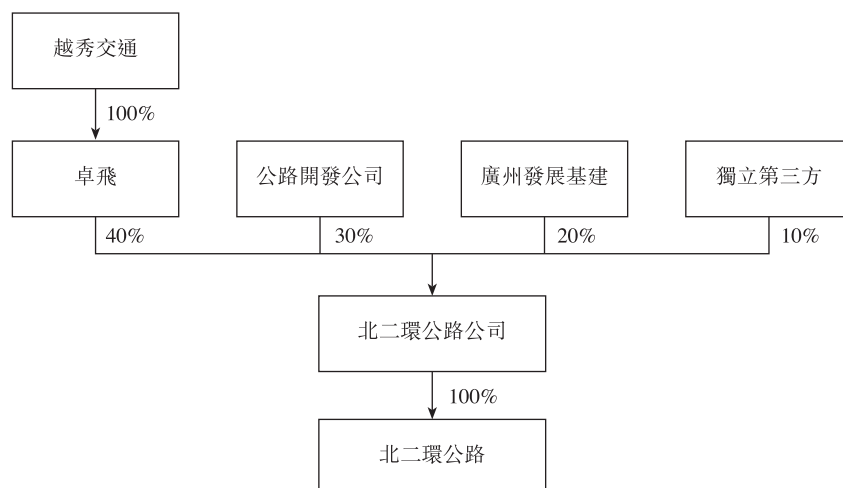 越秀交通
100%
卓飛
公路開發公司
廣州發展基建
獨立第三方
40%
30%
20%
10%
北二環公路公司
100%
北二環公路